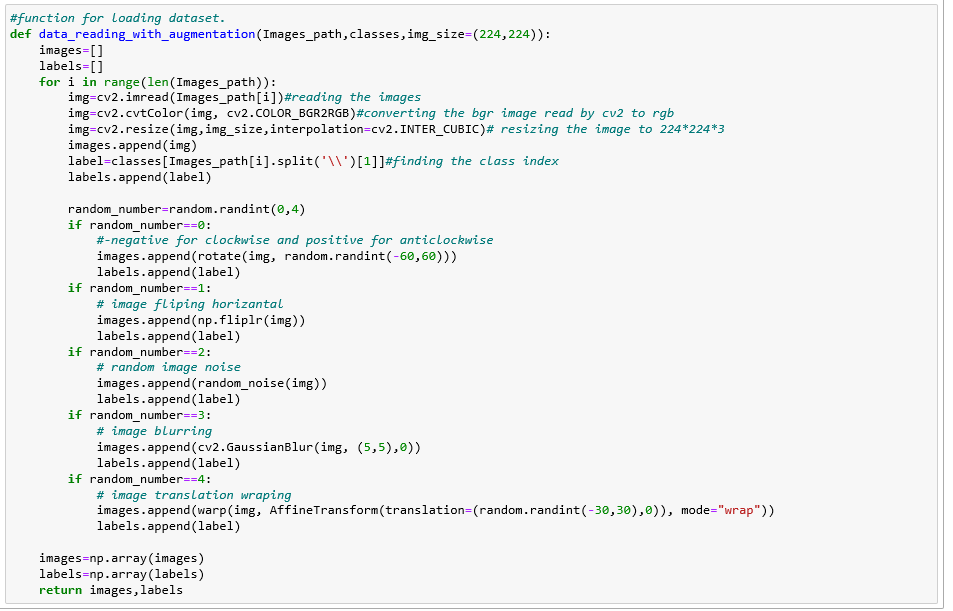 #function for loading dataset.
def data_reading_with_augmentation(Images_path,classes,img_size=(224,224)):
    images=[]
    labels=[]
    for i in range(len(Images_path)):
        img=cv2.imread(Images_path[i])#reading the images
        img=cv2.cvtColor(img, cv2.COLOR_BGR2RGB)#converting the bgr image read by cv2 to rgb
        img=cv2.resize(img,img_size,interpolation=cv2.INTER_CUBIC)# resizing the image to 224*224*3
        images.append(img)
        label=classes[Images_path[i].split('\\')[1]]#finding the class index
        labels.append(label)

        random_number=random.randint(0,4)
        if random_number==0:
            #-negative for clockwise and positive for anticlockwise
            images.append(rotate(img, random.randint(-60,60)))
            labels.append(label)
        if random_number==1:
            # image fliping horizantal
            images.append(np.fliplr(img))
            labels.append(label)
        if random_number==2:
            # random image noise
            images.append(random_noise(img))
            labels.append(label)
        if random_number==3:
            # image blurring
            images.append(cv2.GaussianBlur(img, (5,5),0))
            labels.append(label)
        if random_number==4:
            # image translation wraping
            images.append(warp(img, AffineTransform(translation=(random.randint(-30,30),0)), mode="wrap"))
            labels.append(label)

    images=np.array(images)
    labels=np.array(labels)
    return images,labels